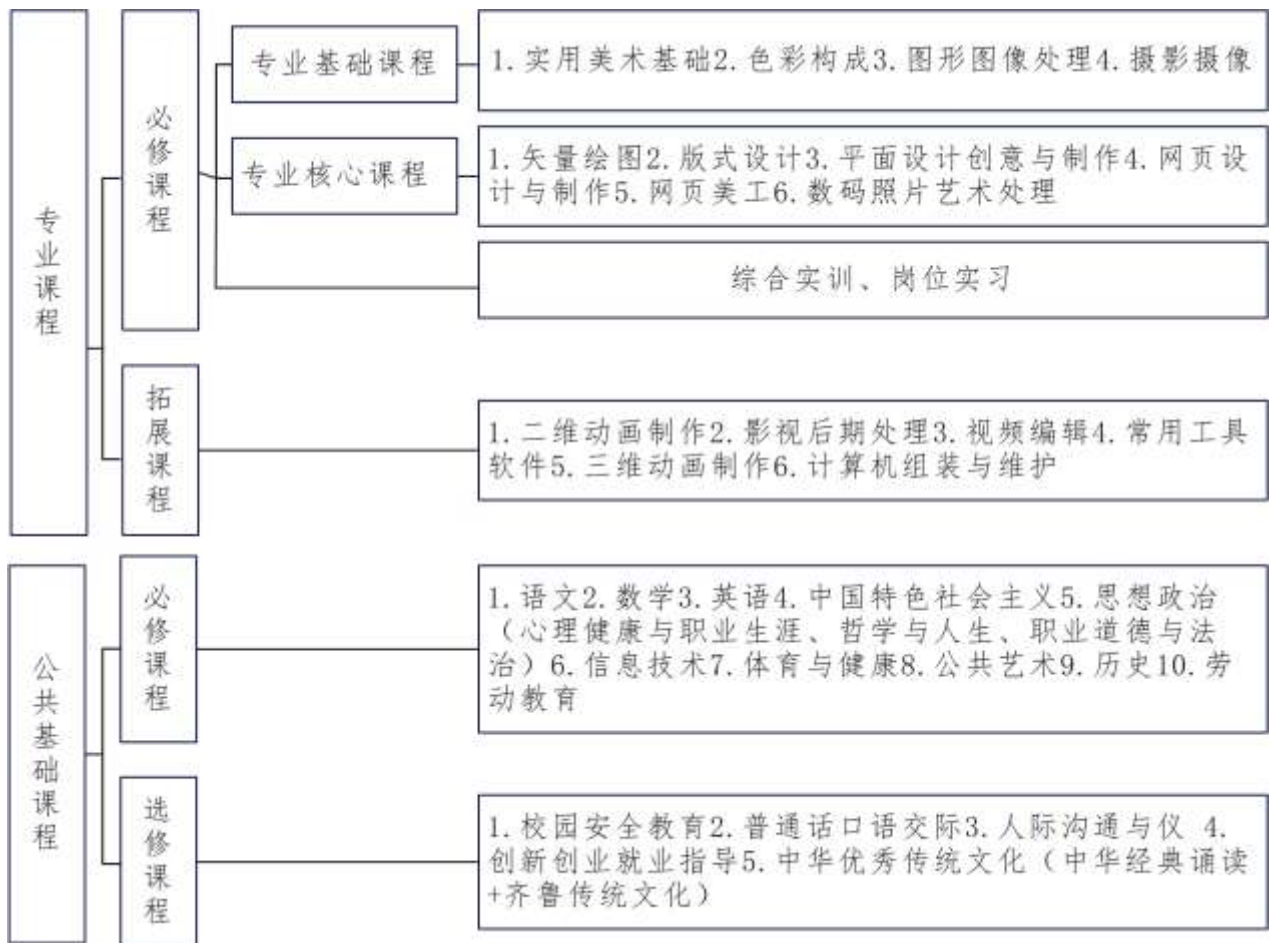 专业课程
必修课程
专业基础课程
1.实用美术基础2.色彩构成3.图形图像处理4.摄影摄像
专业核心课程
1.矢量绘图2.版式设计3.平面设计创意与制作4.网页设
计与制作5.网页美工6.数码照片艺术处理
综合实训、岗位实习
拓展课程
1.二维动画制作2.影视后期处理3.视频编辑4.常用工具
软件5.三维动画制作6.计算机组装与维护
公共基础课程
必修课程
1.语文2.数学3.英语4.中国特色社会主义5.思想政治
（心理健康与职业生涯、哲学与人生、职业道德与法
治）6.信息技术7.体育与健康8.公共艺术9.历史10.劳
动教育
选修课程
1.校园安全教育2.普通话口语交际3.人际沟通与仪 4.
创新创业就业指导5.中华优秀传统文化（中华经典诵读
+齐鲁传统文化）